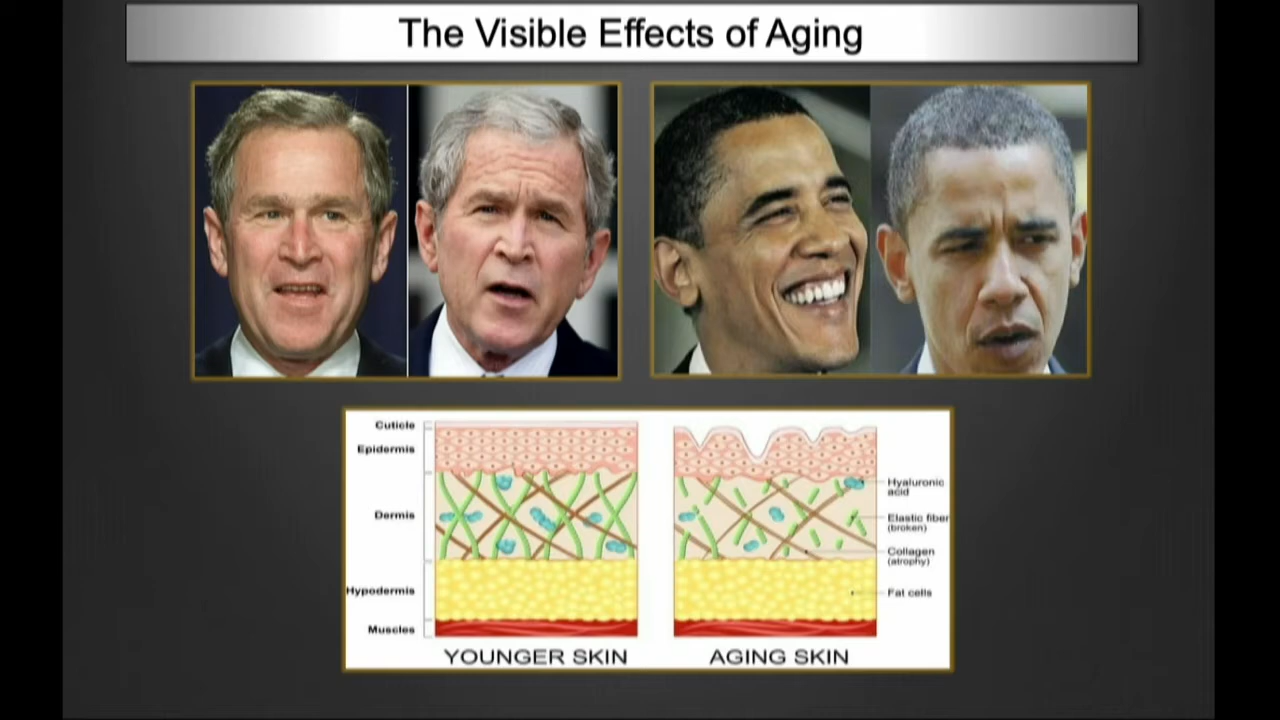 The Visible Effects of Aging
Cuticle
Epidermis
Dermis
Hypodermis
Muscles
Hyaluronic
acid
Elastic fiber
(broken)
Collagen
(atrophy)
Fat cells
YOUNGER SKIN
AGING SKIN